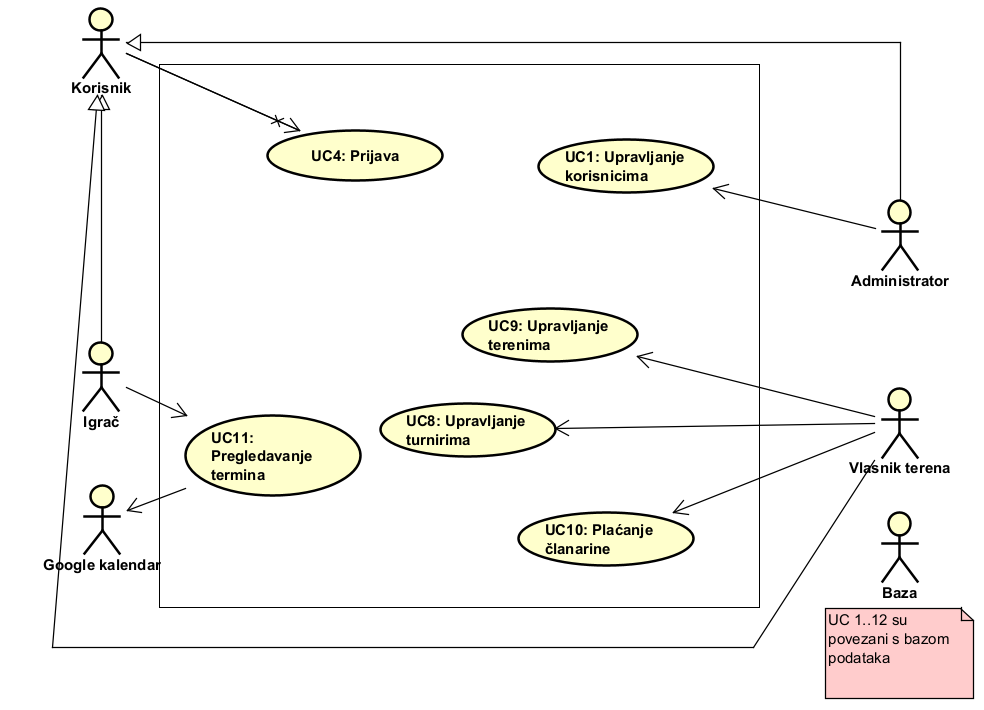 Korisnik
UC4: Prijava
UC1: Upravljanje
korisnicima
Administrator
UC9: Upravljanje
terenima
Igrač
UC8: Upravljanje
turnirima
UC11:
Pregledavanje
termina
Vlasnik terena
UC10: Plaćanje
članarine
Google kalendar
Baza
UC 1..12 su
povezani s bazom
podataka